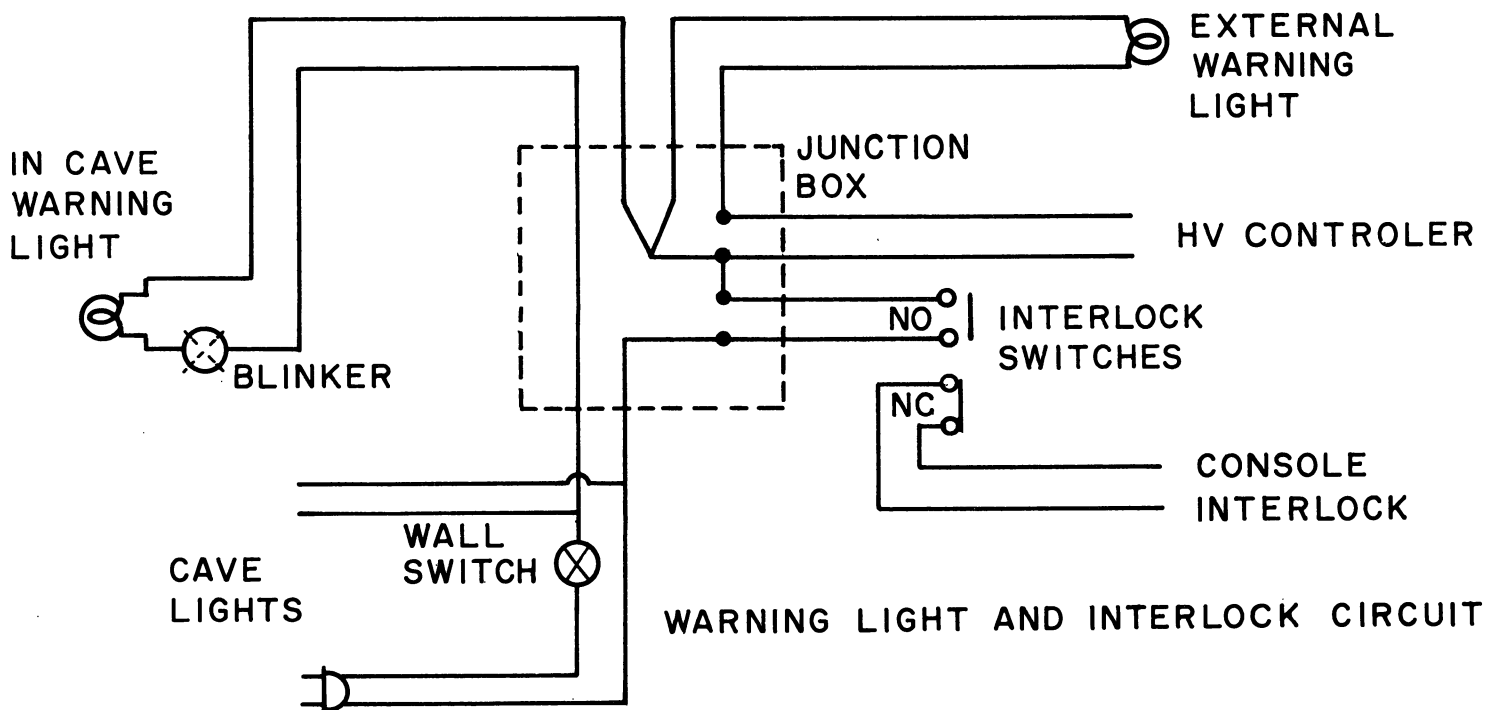 EXTERNAL
WARNING
LIGHT
IN CAVE
WARNING
LIGHT
JUNCTION
BOX
HV CONTROLER
NO
INTERLOCK
SWITCHES
BLINKER
NC
CONSOLE
INTERLOCK
WALL
SWITCH
CAVE
LIGHTS
WARNING LIGHT AND INTERLOCK CIRCUIT